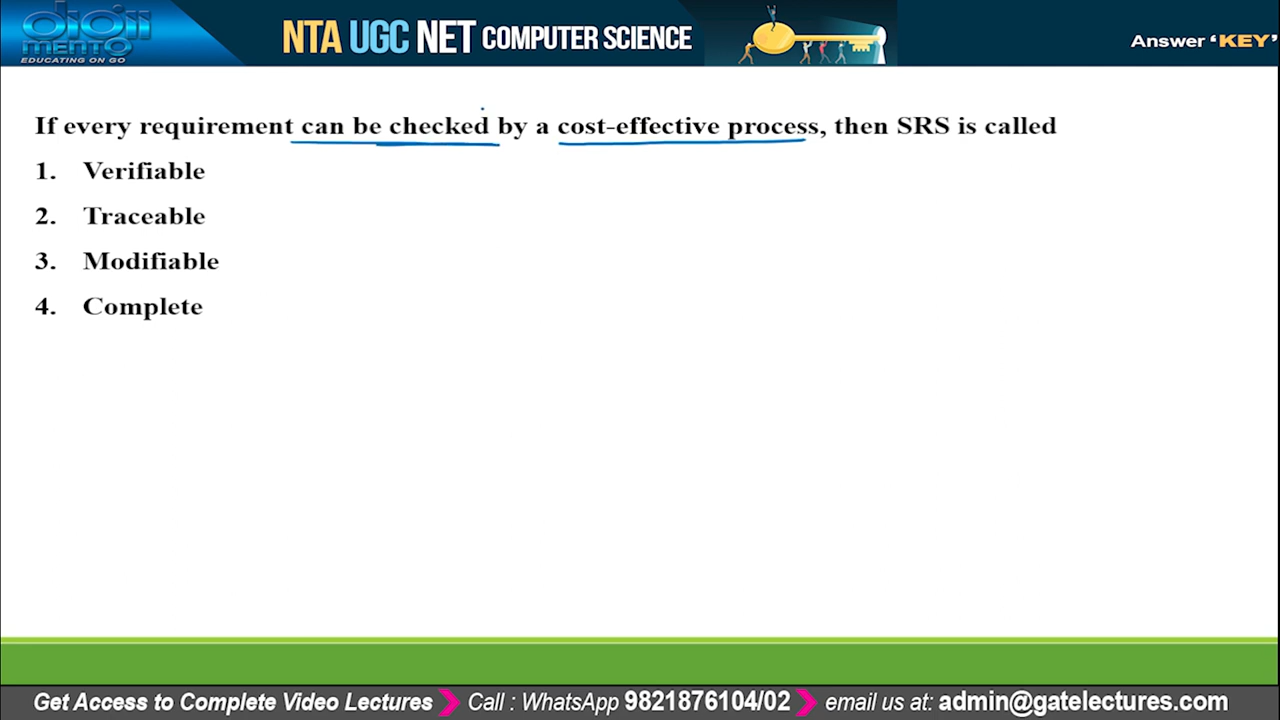 digii
MENTO
EDUCATING ON GO
NTA UGC NET COMPUTER SCIENCE
Answer ‘KEY’
If every requirement can be checked by a cost-effective process, then SRS is called
1. Verifiable
2. Traceable
3. Modifiable
4. Complete
Get Access to Complete Video Lectures Call : WhatsApp 9821876104/02 email us at: admin@gatelectures.com